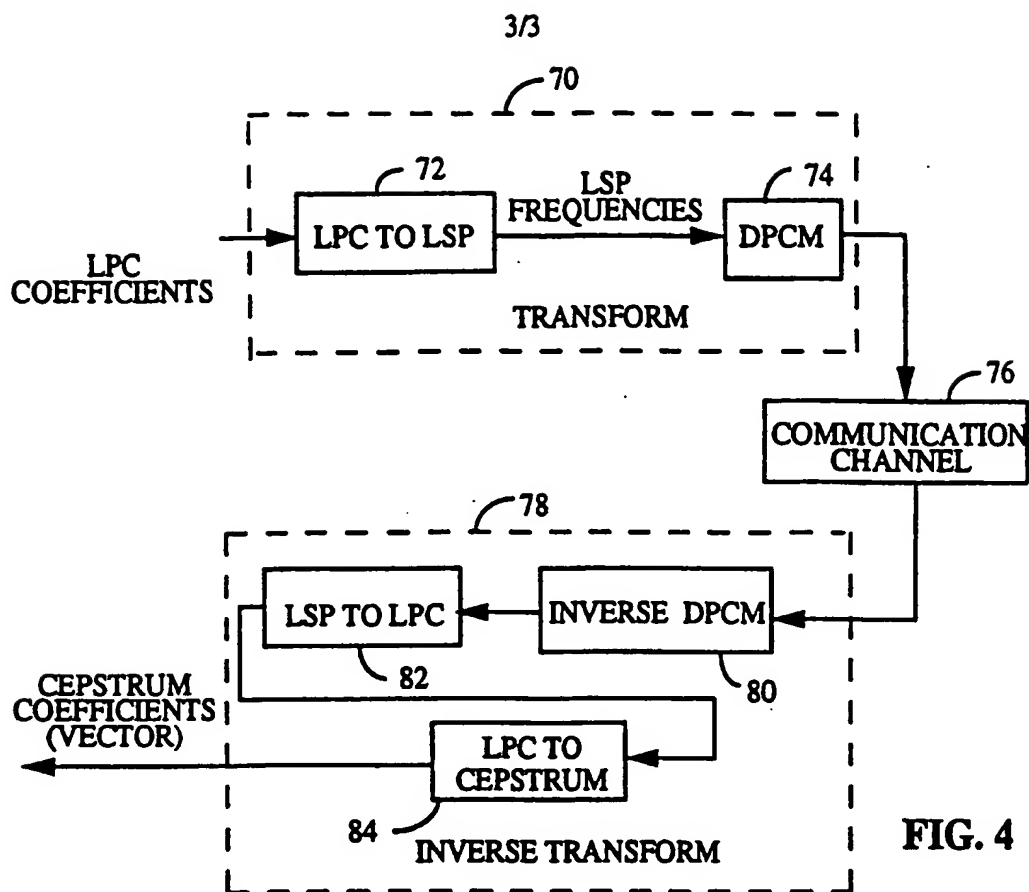 3/3
70
72
LPC TO LSP
LSP
FREQUENCIES
74
DPCM
LPC
COEFFICIENTS
TRANSFORM
76
COMMUNICATION
CHANNEL
78
LSP TO LPC
82
INVERSE DPCM
80
CEPSTRUM
COEFFICIENTS
(VECTOR)
LPC TO
CEPSTRUM
84
INVERSE TRANSFORM
FIG. 4